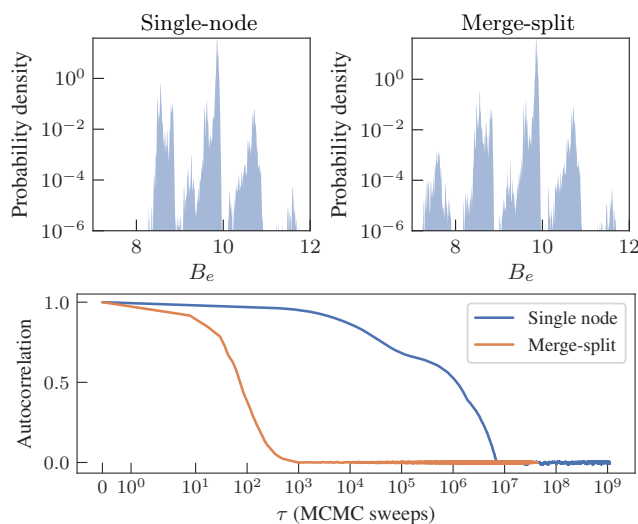 Single-node
Probability density
10^0
10^−2
10^−4
10^−6
8
10
12
B_e
Merge-split
Probability density
10^0
10^−2
10^−4
10^−6
8
10
12
B_e
Autocorrelation
1.0
0.5
0.0
Single node
Merge-split
0
10^0
10^1
10^2
10^3
10^4
10^5
10^6
10^7
10^8
10^9
τ (MCMC sweeps)